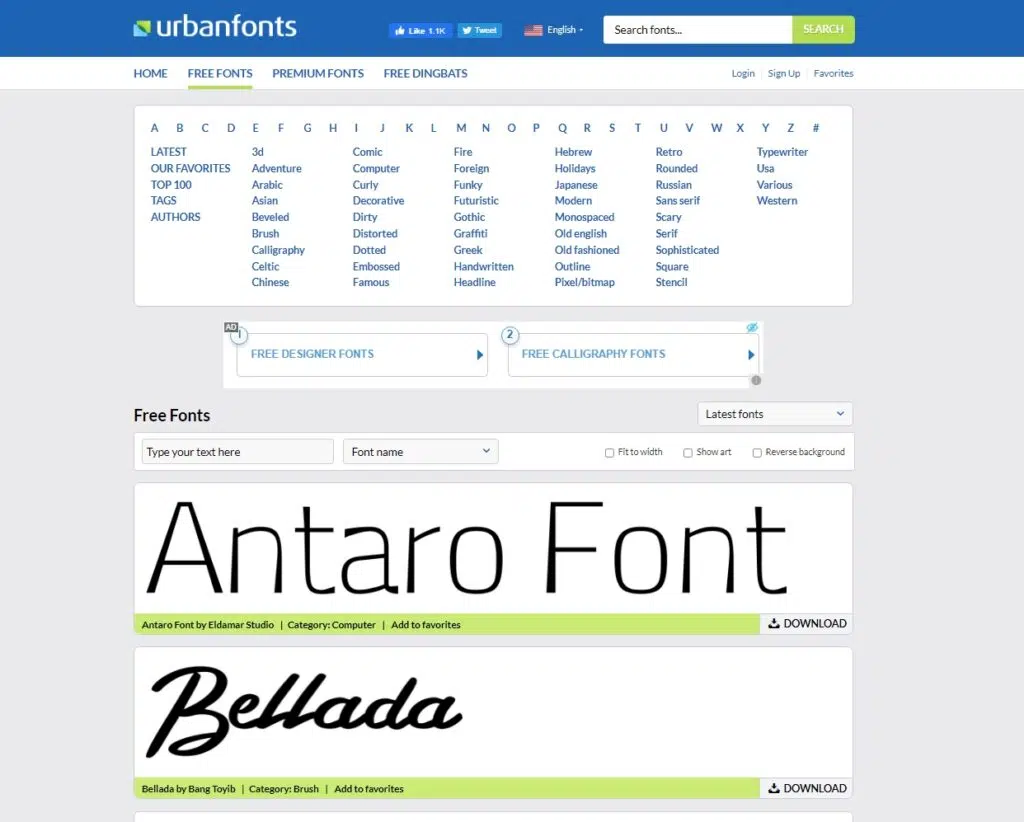 urbanfonts
Like 1.1K
Tweet
English
Search fonts...
SEARCH
HOME FREE FONTS PREMIUM FONTS FREE DINGBATS
Login Sign Up Favorites
A B C D E F G H I J K L M N O P Q R S T U V W X Y Z #
LATEST 3d Comic Fire Hebrew Retro Typewriter
OUR FAVORITES Adventure Computer Foreign Holidays Rounded Usa
TOP 100 Arabic Curly Funky Japanese Russian Various
TAGS Asian Decorative Futuristic Modern Sans serif Western
AUTHORS Beveled Dirty Gothic Monospaced Scary
Brush Distorted Graffiti Old english Serif
Calligraphy Dotted Greek Old fashioned Sophisticated
Celtic Embossed Handwritten Outline Square
Chinese Famous Headline Pixel/bitmap Stencil
AD
1 FREE DESIGNER FONTS
2 FREE CALLIGRAPHY FONTS
Free Fonts
Latest fonts
Type your text here Font name Fit to width Show art Reverse background
Antaro Font
Antaro Font by Eldamar Studio | Category: Computer | Add to favorites DOWNLOAD
Bellada
Bellada by Bang Toyib | Category: Brush | Add to favorites DOWNLOAD